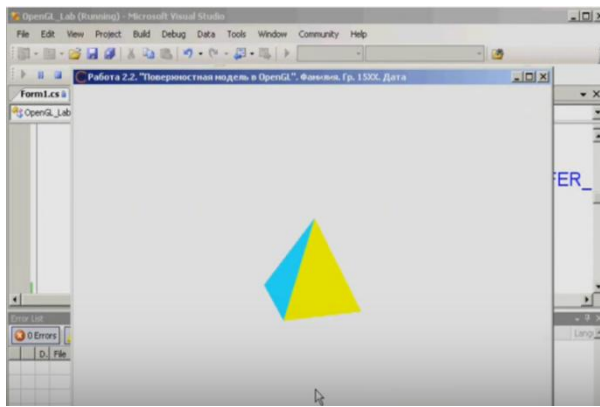 OpenGL_Lab (Running) - Microsoft Visual Studio
File Edit View Project Build Debug Data Tools Window Community Help
Работа 2.2. "Поверхностная модель в OpenGL". Фамилия. Гр. 15XX. Дата
Form1.cs
OpenGL_Lab
FER_
Error List
0 Errors
Lang
D. File